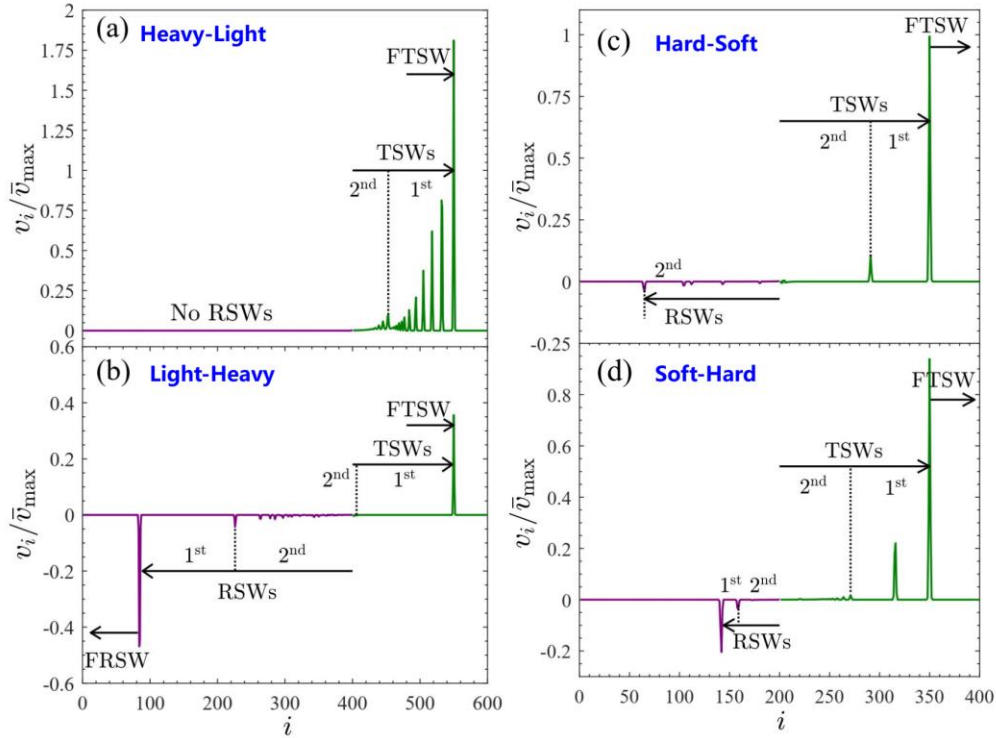 (a) Heavy-Light
FTSW
TSWs
2nd 1st
No RSWs
vᵢ/v̄max
2
1.75
1.5
1.25
1
0.75
0.5
0.25
0
(b) Light-Heavy
FTSW
TSWs
2nd 1st
1st 2nd
RSWs
FRSW
vᵢ/v̄max
0.6
0.4
0.2
0
-0.2
-0.4
-0.6
0 100 200 300 400 500 600
i
(c) Hard-Soft
FTSW
TSWs
2nd 1st
2nd
RSWs
vᵢ/v̄max
1
0.75
0.5
0.25
0
-0.25
(d) Soft-Hard
FTSW
TSWs
2nd 1st
1st 2nd
RSWs
vᵢ/v̄max
0.8
0.6
0.4
0.2
0
-0.2
0 50 100 150 200 250 300 350 400
i